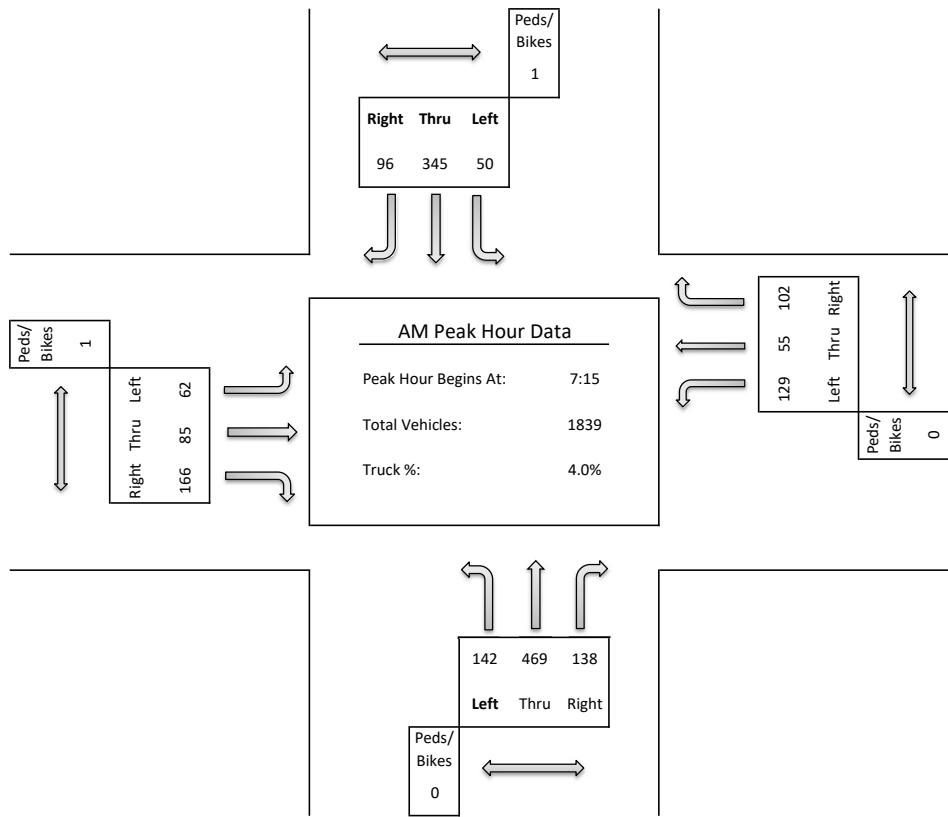 Peds/
Bikes
1
Right Thru Left
96 345 50
AM Peak Hour Data
Peak Hour Begins At: 7:15
Total Vehicles: 1839
Truck %: 4.0%
Peds/
Bikes
1
Left 62
Thru 85
Right 166
102 Right
55 Thru
129 Left
Peds/
Bikes
0
142 469 138
Left Thru Right
Peds/
Bikes
0